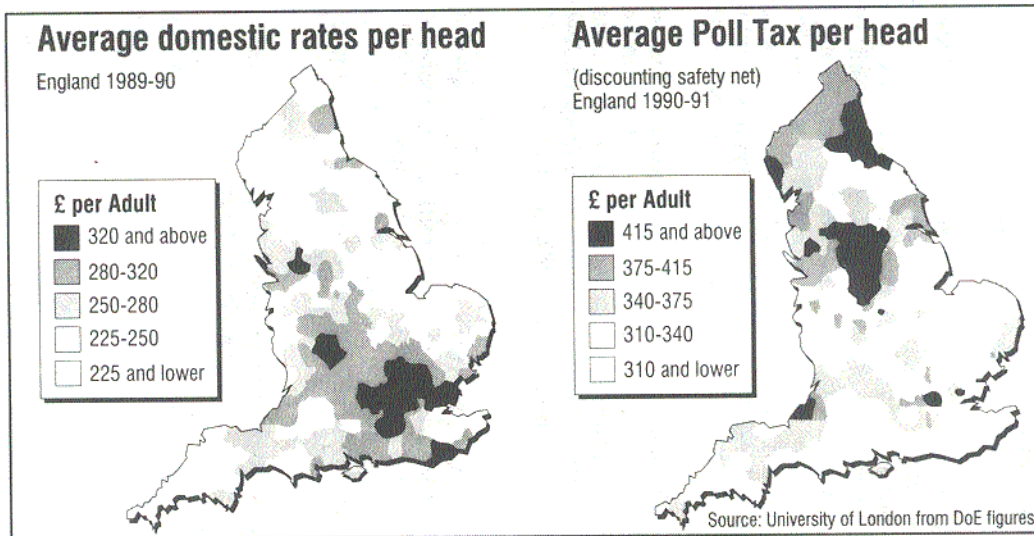 Average domestic rates per head
England 1989-90
£ per Adult
320 and above
280-320
250-280
225-250
225 and lower
Average Poll Tax per head
(discounting safety net)
England 1990-91
£ per Adult
415 and above
375-415
340-375
310-340
310 and lower
Source: University of London from DoE figures